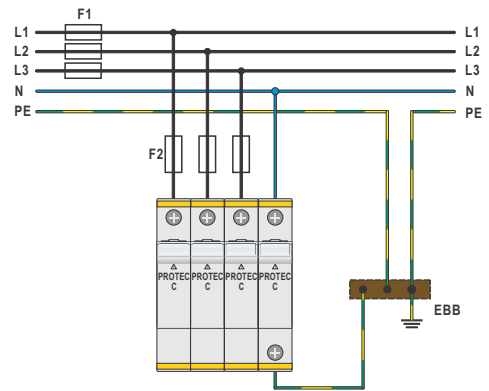 F1
L1 L1
L2 L2
L3 L3
N N
PE PE
F2
PROTEC PROTEC PROTEC PROTEC
C C C C
EBB